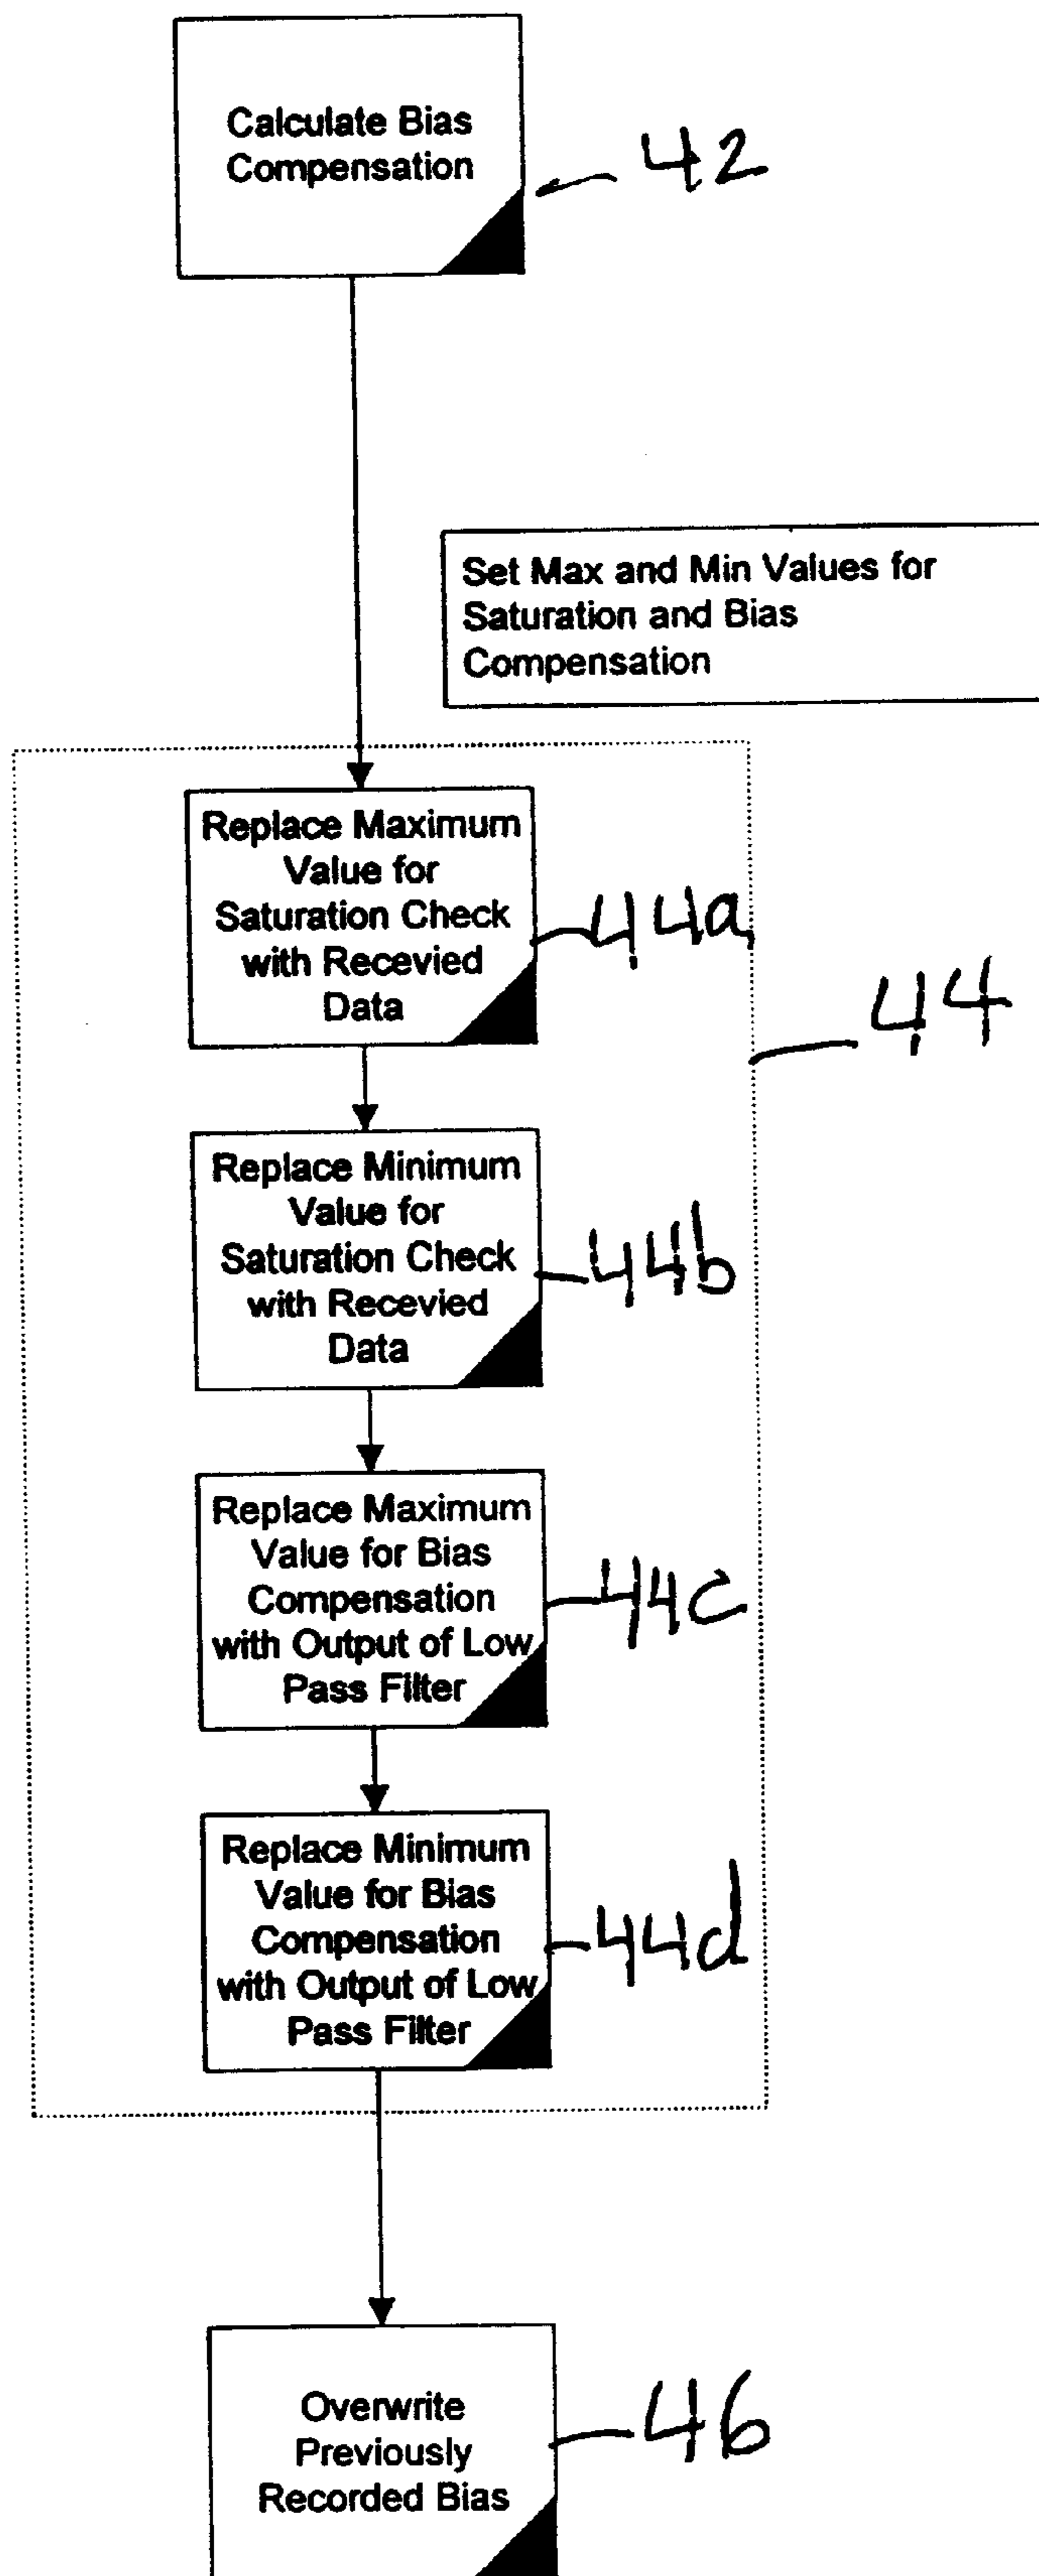 Calculate Bias
Compensation
42
Set Max and Min Values for
Saturation and Bias
Compensation
Replace Maximum
Value for
Saturation Check
with Recevied
Data
44a
44
Replace Minimum
Value for
Saturation Check
with Recevied
Data
44b
Replace Maximum
Value for Bias
Compensation
with Output of Low
Pass Filter
44c
Replace Minimum
Value for Bias
Compensation
with Output of Low
Pass Filter
44d
Overwrite
Previously
Recorded Bias
46